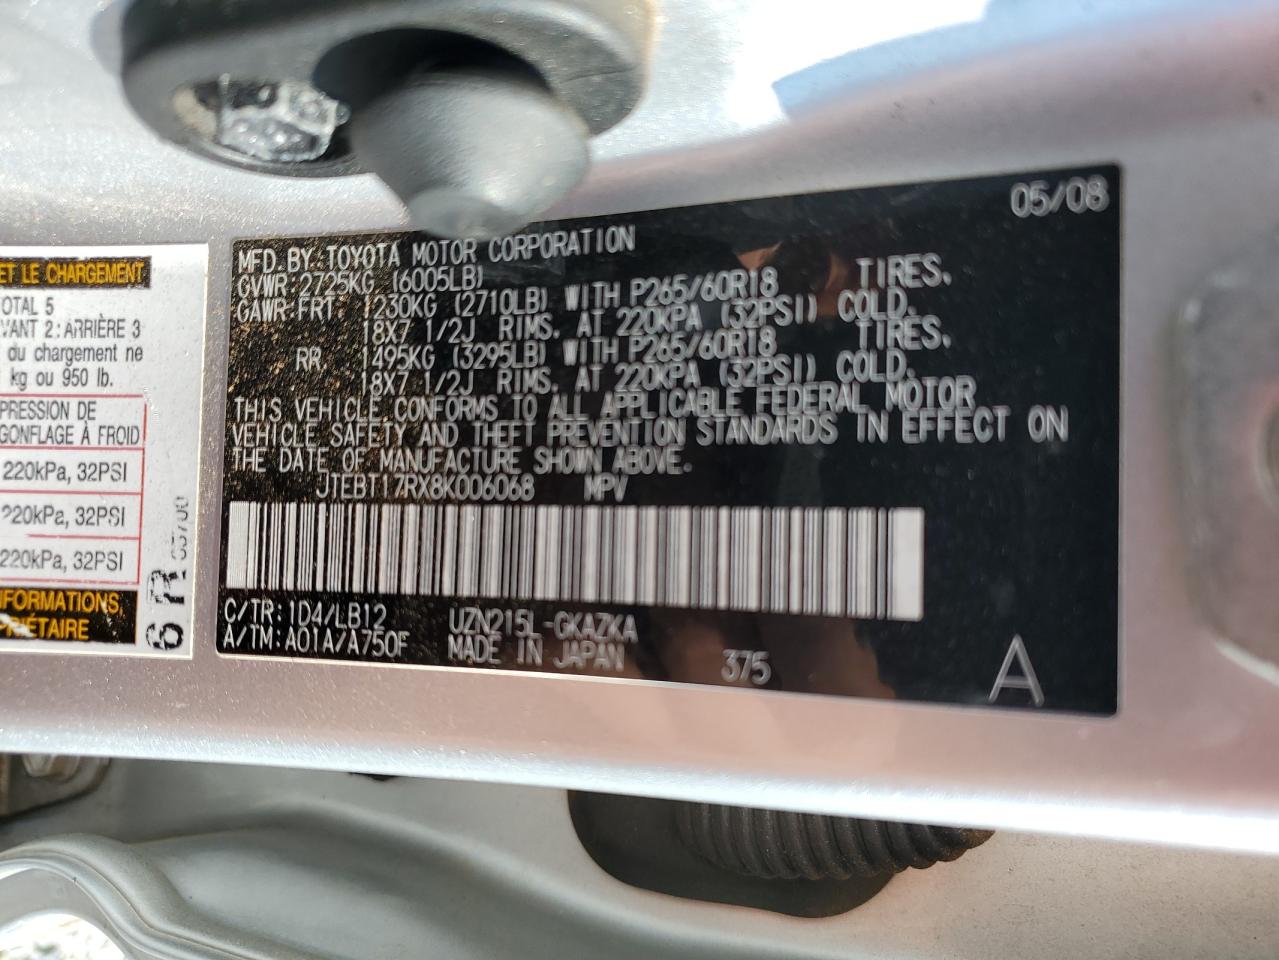 ET LE CHARGEMENT
TOTAL 5
VANT 2:ARRIÈRE 3
du chargement ne
kg ou 950 lb.
PRESSION DE
GONFLAGE À FROID
220kPa, 32PSI
220kPa, 32PSI
220kPa, 32PSI
INFORMATIONS,
6R
05/08
MFD.BY:TOYOTA MOTOR CORPORATION
GVWR:2725KG (6005LB)
GAWR:FRT 1230KG (2710LB) WITH P265/60R18 TIRES.
18X7 1/2J RIMS. AT 220KPA (32PSI) COLD.
RR. 1495KG (3295LB) WITH P265/60R18 TIRES.
18X7 1/2J RIMS. AT 220KPA (32PSI) COLD.
THIS VEHICLE CONFORMS TO ALL APPLICABLE FEDERAL MOTOR
VEHICLE SAFETY AND THEFT PREVENTION STANDARDS IN EFFECT ON
THE DATE OF MANUFACTURE SHOWN ABOVE.
JTEBT17RX8K006068 MPV
C/TR:1D4/LB12 UZN215L-GKAZKA
A/TM:A01A/A750F MADE IN JAPAN 375
A